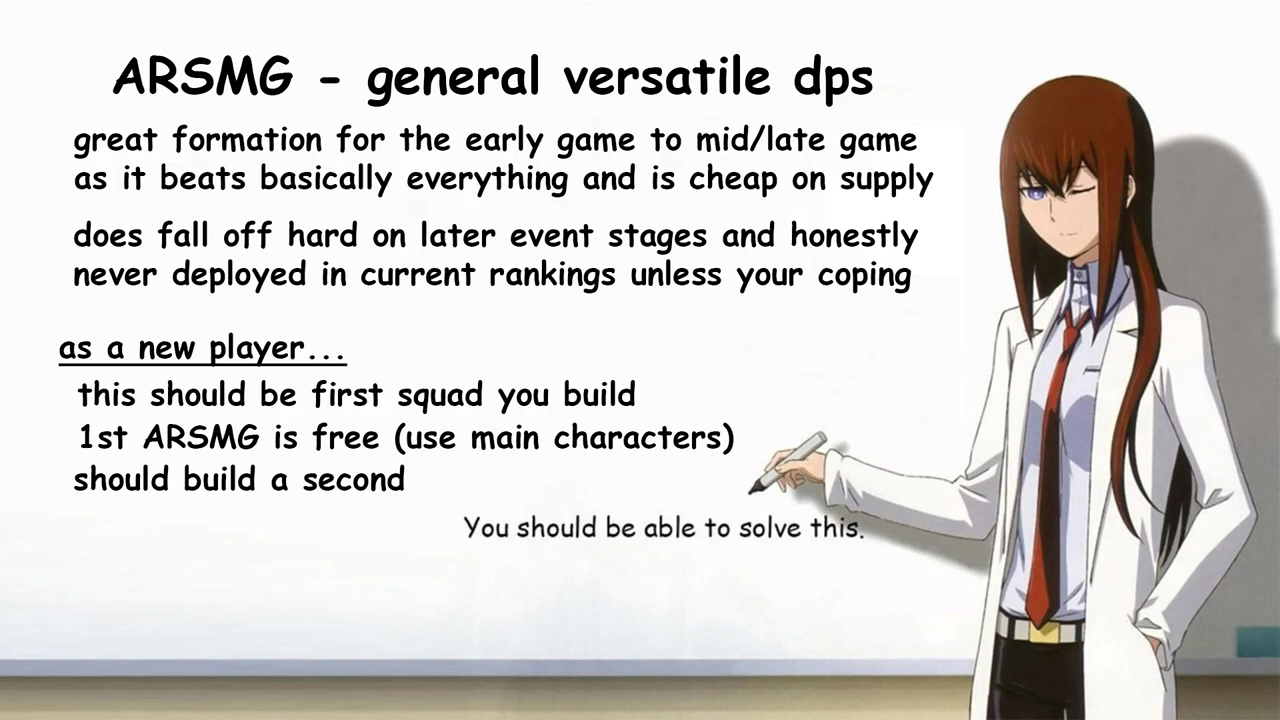 ARSMG - general versatile dps
great formation for the early game to mid/late game
as it beats basically everything and is cheap on supply
does fall off hard on later event stages and honestly
never deployed in current rankings unless your coping
as a new player...
this should be first squad you build
1st ARSMG is free (use main characters)
should build a second
You should be able to solve this.